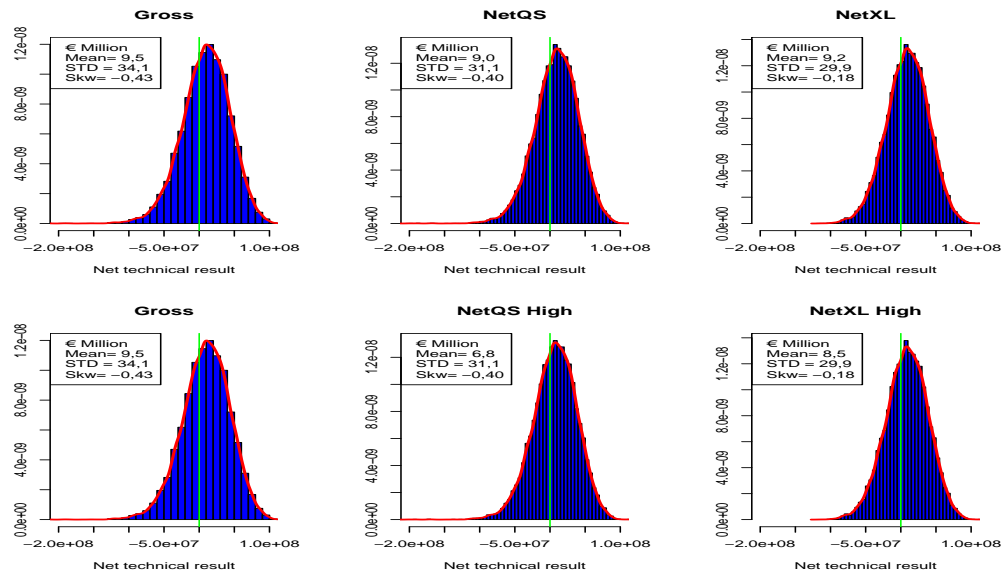 Gross
€ Million
Mean= 9,5
STD = 34,1
Skw= −0,43
0.0e+00 4.0e−09 8.0e−09 1.2e−08
−2.0e+08 −5.0e+07 1.0e+08
Net technical result
NetQS
€ Million
Mean= 9,0
STD = 31,1
Skw= −0,40
0.0e+00 4.0e−09 8.0e−09 1.2e−08
−2.0e+08 −5.0e+07 1.0e+08
Net technical result
NetXL
€ Million
Mean= 9,2
STD = 29,9
Skw= −0,18
0.0e+00 4.0e−09 8.0e−09 1.2e−08
−2.0e+08 −5.0e+07 1.0e+08
Net technical result
Gross
€ Million
Mean= 9,5
STD = 34,1
Skw= −0,43
0.0e+00 4.0e−09 8.0e−09 1.2e−08
−2.0e+08 −5.0e+07 1.0e+08
Net technical result
NetQS High
€ Million
Mean= 6,8
STD = 31,1
Skw= −0,40
0.0e+00 4.0e−09 8.0e−09 1.2e−08
−2.0e+08 −5.0e+07 1.0e+08
Net technical result
NetXL High
€ Million
Mean= 8,5
STD = 29,9
Skw= −0,18
0.0e+00 4.0e−09 8.0e−09 1.2e−08
−2.0e+08 −5.0e+07 1.0e+08
Net technical result